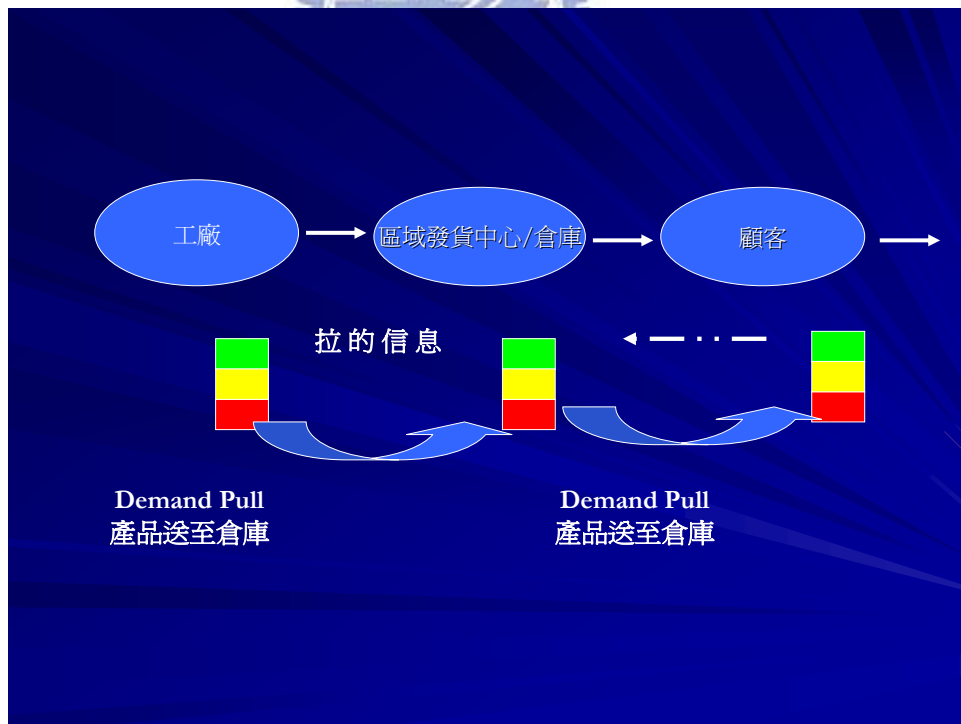 工廠
區域發貨中心/倉庫
顧客
拉的信息
Demand Pull
產品送至倉庫
Demand Pull
產品送至倉庫